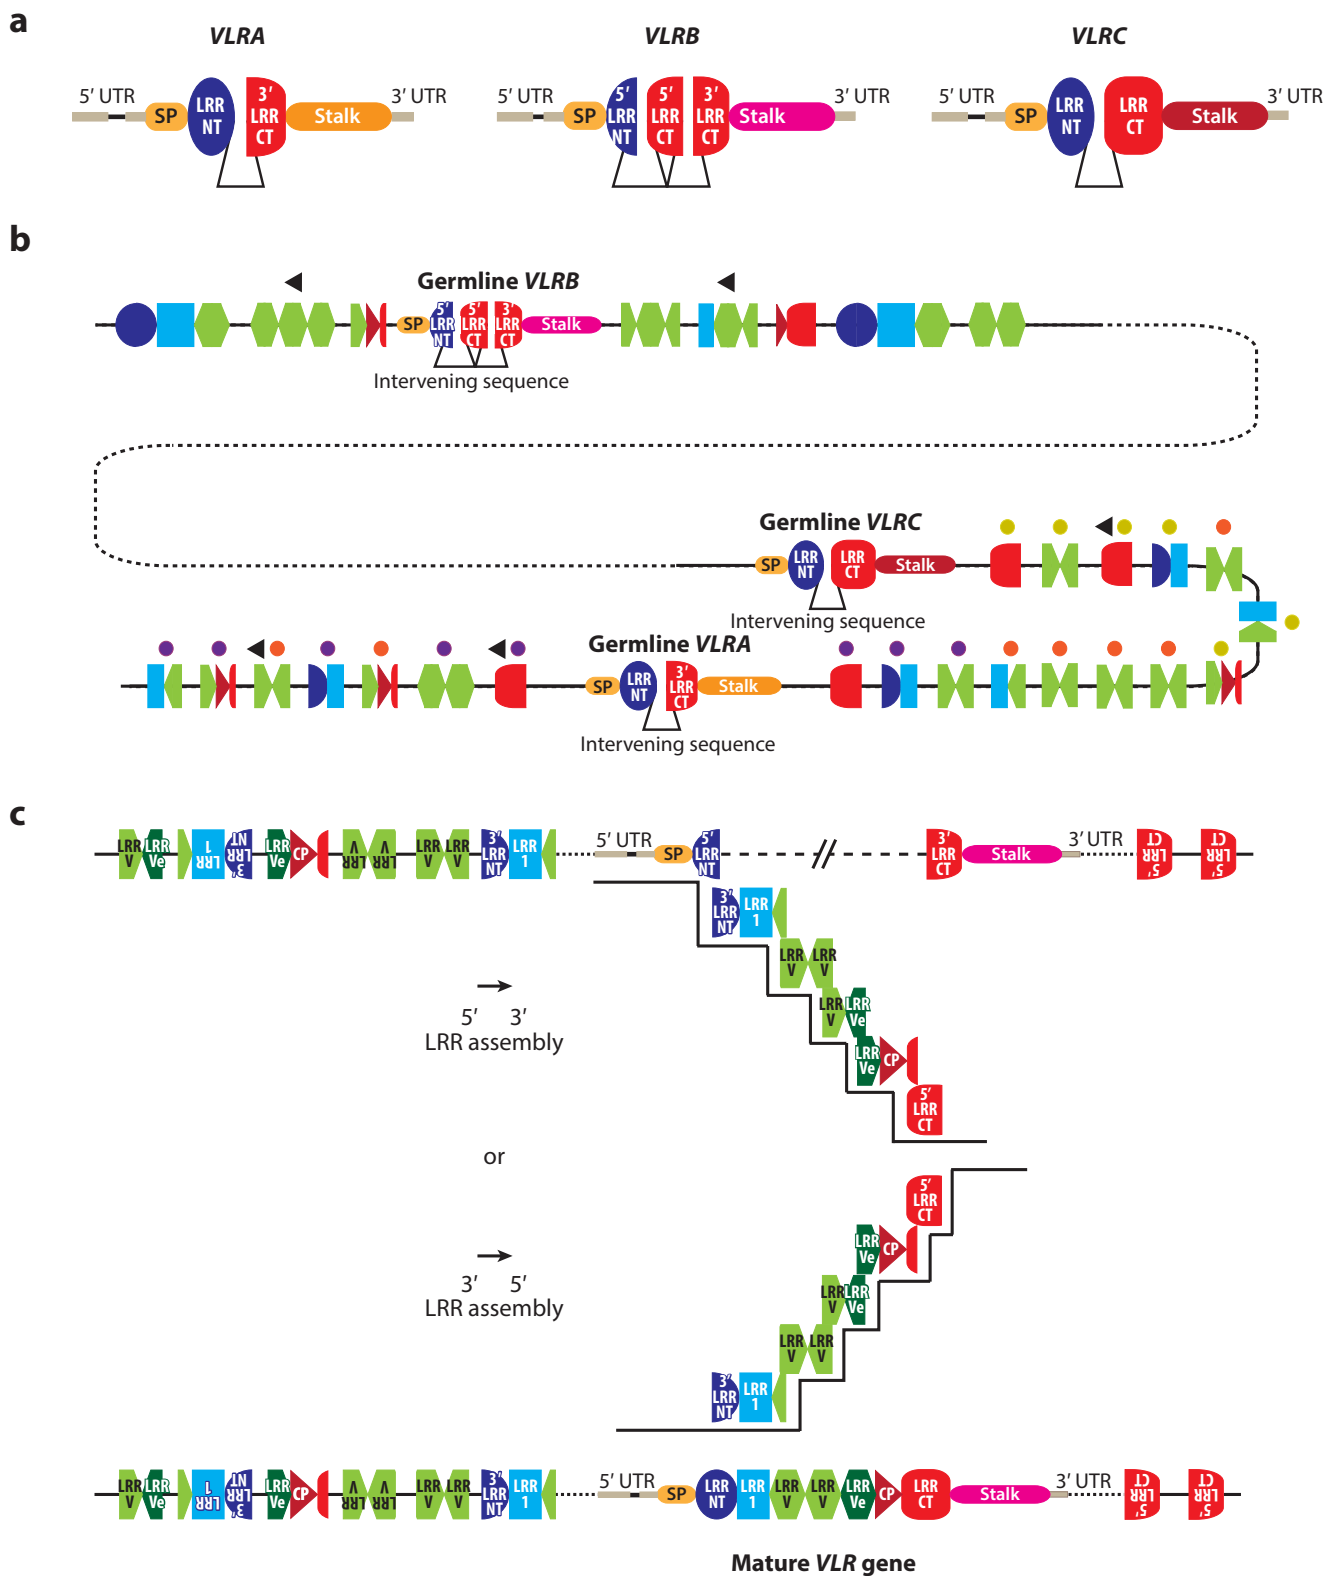 a
VLRA
VLRB
VLRC
5′ UTR
SP
LRR
NT
3′
LRR
CT
Stalk
3′ UTR
5′ UTR
SP
5′
LRR
NT
5′
LRR
CT
3′
LRR
CT
Stalk
3′ UTR
5′ UTR
SP
LRR
NT
LRR
CT
Stalk
3′ UTR
b
Germline VLRB
SP
5′
LRR
NT
5′
LRR
CT
3′
LRR
CT
Stalk
Intervening sequence
Germline VLRC
SP
LRR
NT
LRR
CT
Stalk
Intervening sequence
Germline VLRA
SP
LRR
NT
3′
LRR
CT
Stalk
Intervening sequence
c
LRR
V
LRR
Ve
LRR
1
3′
LRR
NT
LRR
Ve
CP
LRR
V
LRR
V
LRR
V
LRR
V
3′
LRR
NT
LRR
1
5′ UTR
SP
5′
LRR
NT
3′
LRR
CT
Stalk
3′ UTR
5′
LRR
CT
5′
LRR
CT
3′
LRR
NT
LRR
1
LRR
V
LRR
V
LRR
V
LRR
Ve
LRR
Ve
CP
5′
LRR
CT
5′ 3′
LRR assembly
or
5′
LRR
CT
LRR
Ve
CP
LRR
V
LRR
Ve
LRR
V
LRR
V
3′
LRR
NT
LRR
1
3′ 5′
LRR assembly
LRR
V
LRR
Ve
LRR
1
3′
LRR
NT
LRR
Ve
CP
LRR
V
LRR
V
LRR
V
LRR
V
3′
LRR
NT
LRR
1
5′ UTR
SP
LRR
NT
LRR
1
LRR
V
LRR
V
LRR
Ve
CP
LRR
CT
Stalk
3′ UTR
5′
LRR
CT
5′
LRR
CT
Mature VLR gene